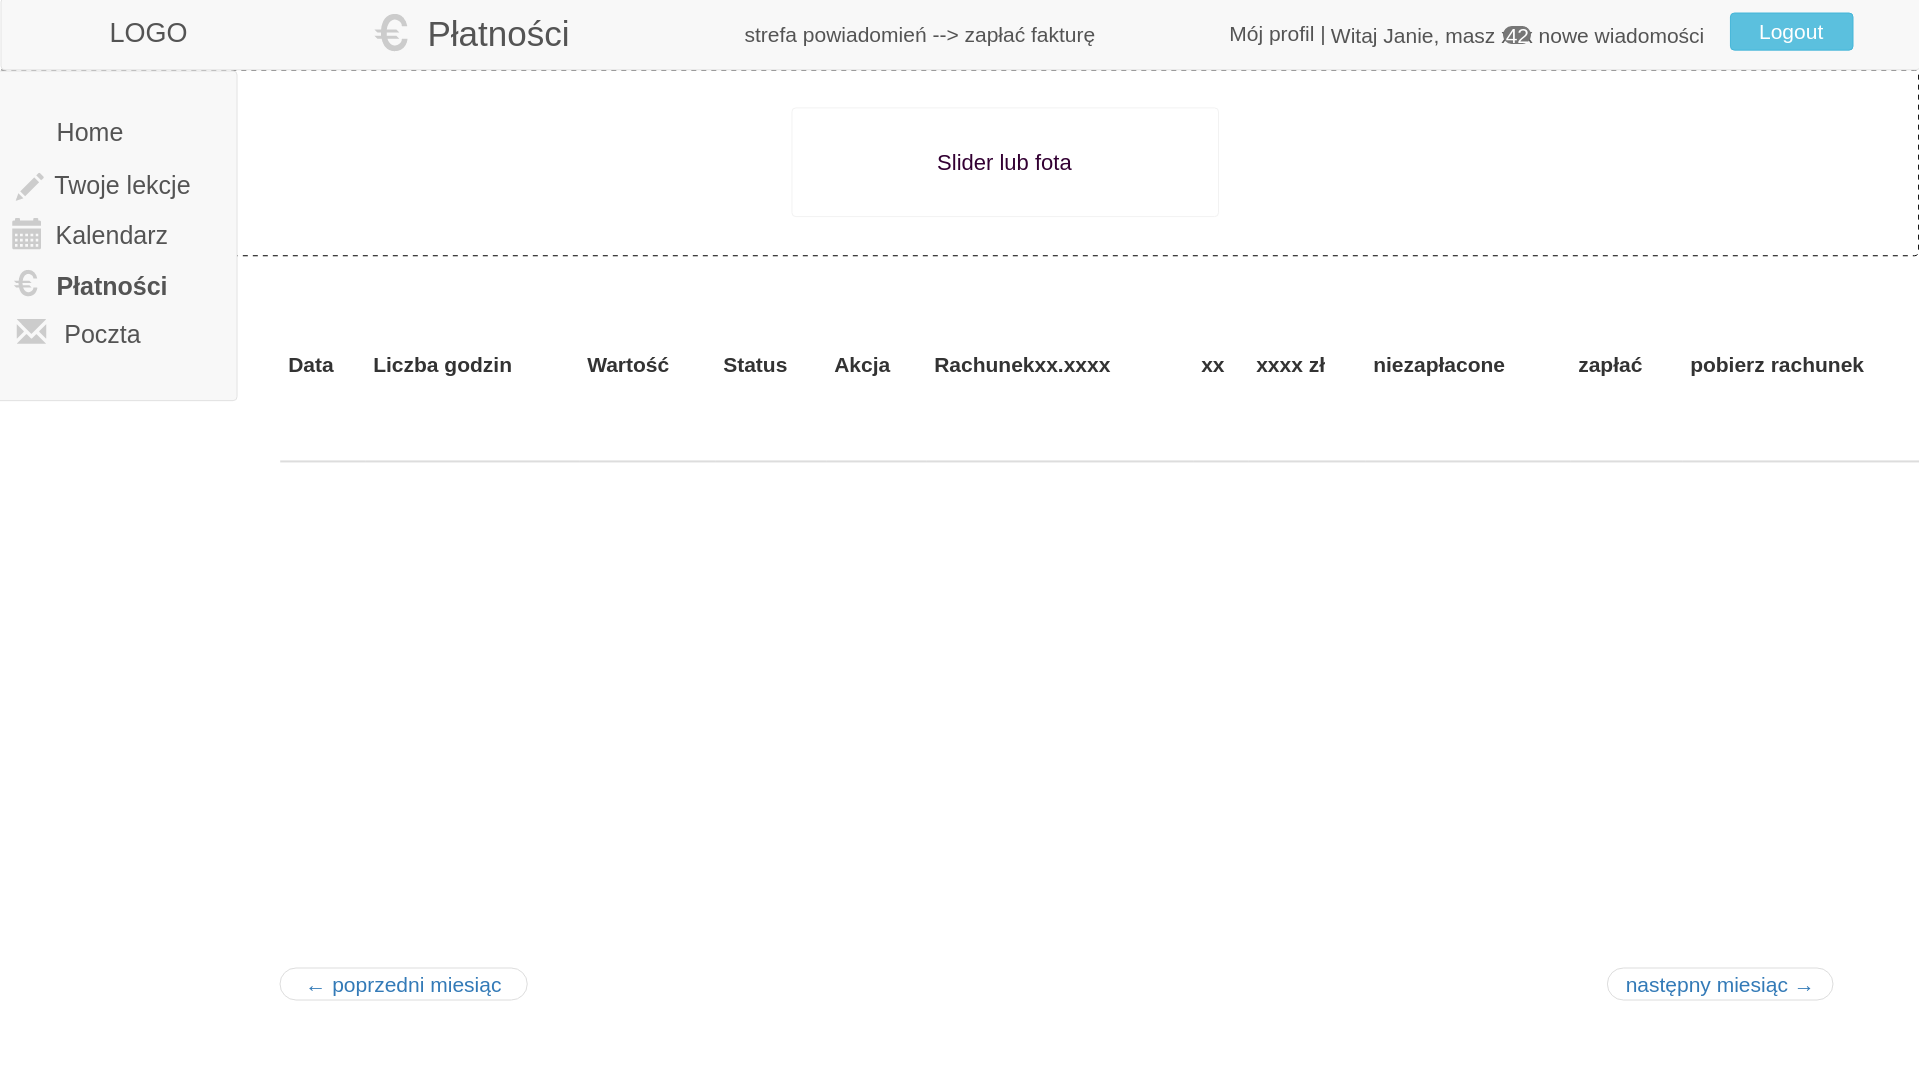 LOGO
€ Płatności
strefa powiadomień --> zapłać fakturę
Mój profil | Witaj Janie, masz 42 nowe wiadomości
Logout
Home
Twoje lekcje
Kalendarz
€ Płatności
Poczta
Slider lub fota
Data Liczba godzin Wartość Status Akcja Rachunekxx.xxxx xx xxxx zł niezapłacone zapłać pobierz rachunek
← poprzedni miesiąc
następny miesiąc →